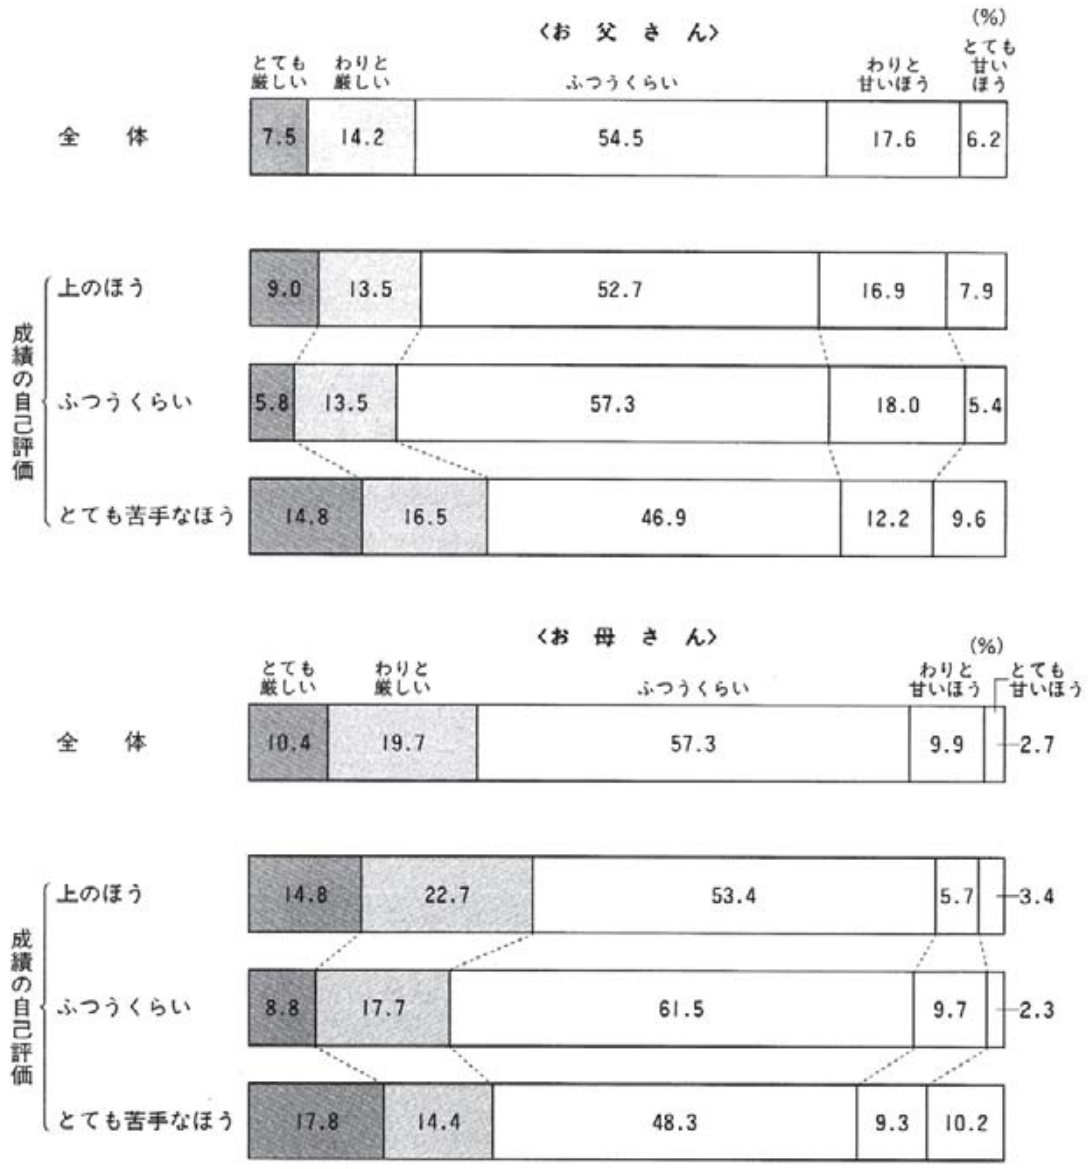 〈お 父 さ ん〉
(%)
とても
厳しい
わりと
厳しい
ふつうくらい
わりと
甘いほう
とても
甘い
ほう
全 体
7.5 14.2 54.5 17.6 6.2
成績の自己評価
上のほう
9.0 13.5 52.7 16.9 7.9
ふつうくらい
5.8 13.5 57.3 18.0 5.4
とても苦手なほう
14.8 16.5 46.9 12.2 9.6
〈お 母 さ ん〉
(%)
とても
厳しい
わりと
厳しい
ふつうくらい
わりと
甘いほう
とても
甘いほう
全 体
10.4 19.7 57.3 9.9 2.7
成績の自己評価
上のほう
14.8 22.7 53.4 5.7 3.4
ふつうくらい
8.8 17.7 61.5 9.7 2.3
とても苦手なほう
17.8 14.4 48.3 9.3 10.2